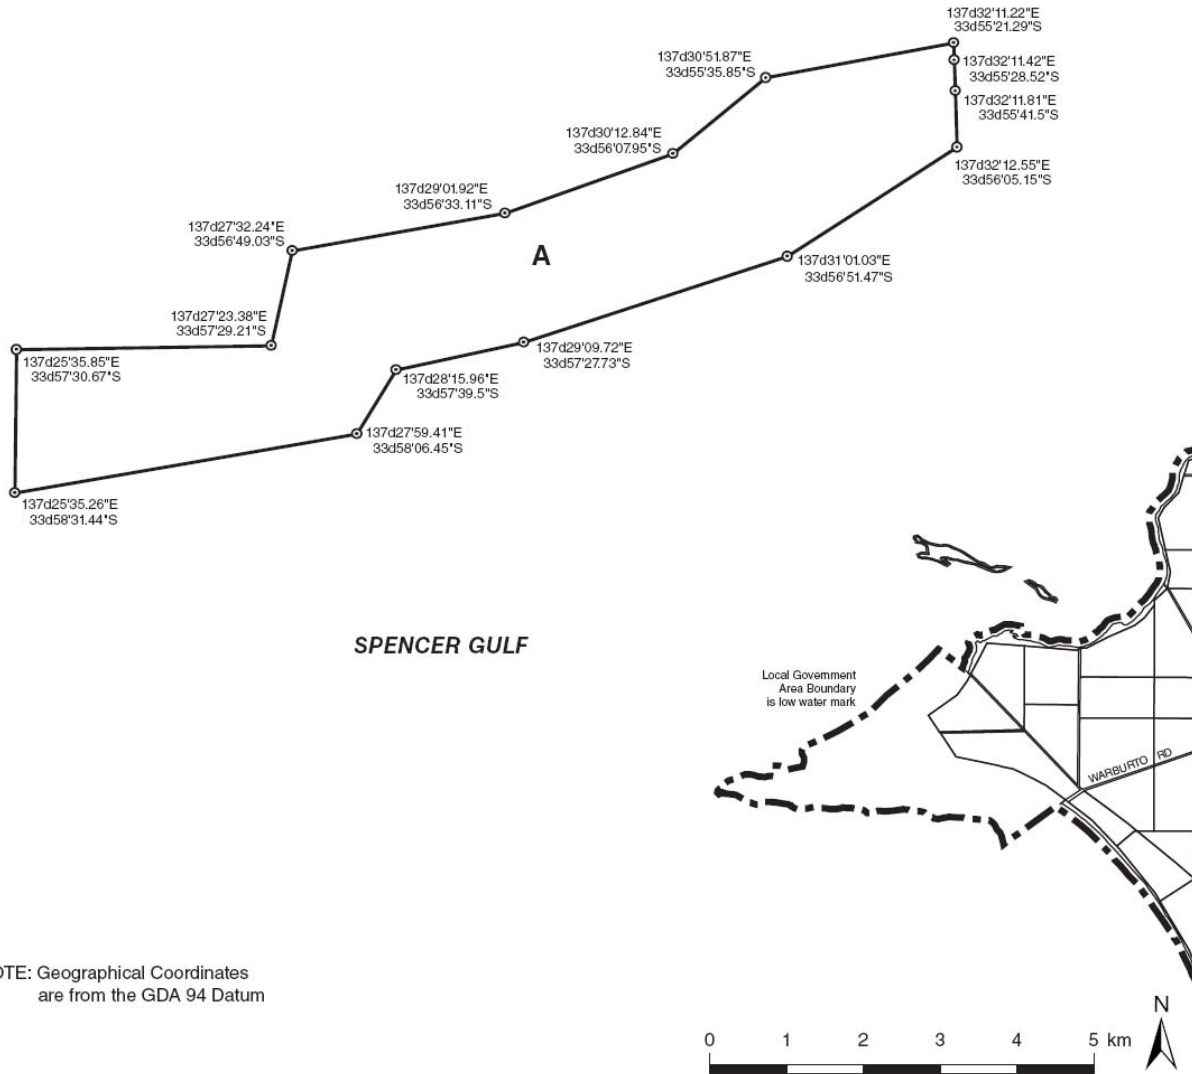 137d32'11.22"E
33d55'21.29"S
137d30'51.87"E
33d55'35.85"S
137d32'11.42"E
33d55'28.52"S
137d32'11.81"E
33d55'41.5"S
137d30'12.84"E
33d56'07.95"S
137d32'12.55"E
33d56'05.15"S
137d29'01.92"E
33d56'33.11"S
137d27'32.24"E
33d56'49.03"S
A
137d31'01.03"E
33d56'51.47"S
137d27'23.38"E
33d57'29.21"S
137d25'35.85"E
33d57'30.67"S
137d29'09.72"E
33d57'27.73"S
137d28'15.96"E
33d57'39.5"S
137d27'59.41"E
33d58'06.45"S
137d25'35.26"E
33d58'31.44"S
SPENCER GULF
Local Government
Area Boundary
is low water mark
WARBURTO RD
OTE: Geographical Coordinates
are from the GDA 94 Datum
N
0 1 2 3 4 5 km